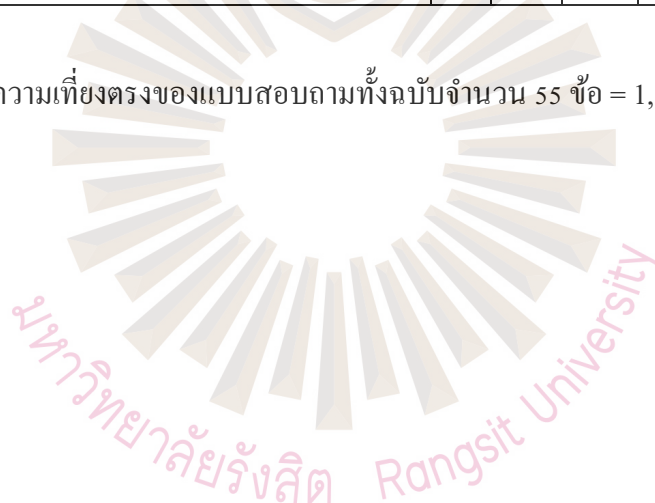 ความเที่ยงตรงของแบบสอบถามทั้งฉบับจำนวน 55 ข้อ = 1,
มหาวิทยาลัยรังสิต Rangsit University